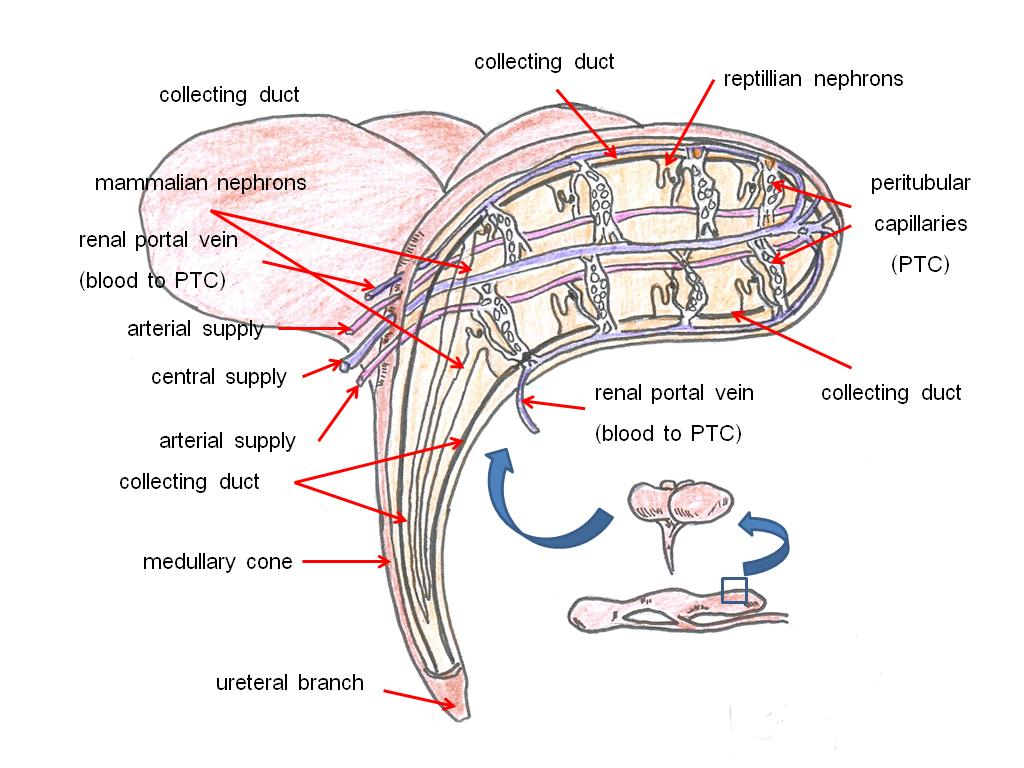 collecting duct
reptillian nephrons
collecting duct
mammalian nephrons
peritubular
capillaries
(PTC)
renal portal vein
(blood to PTC)
arterial supply
central supply
renal portal vein
(blood to PTC)
collecting duct
arterial supply
collecting duct
medullary cone
ureteral branch